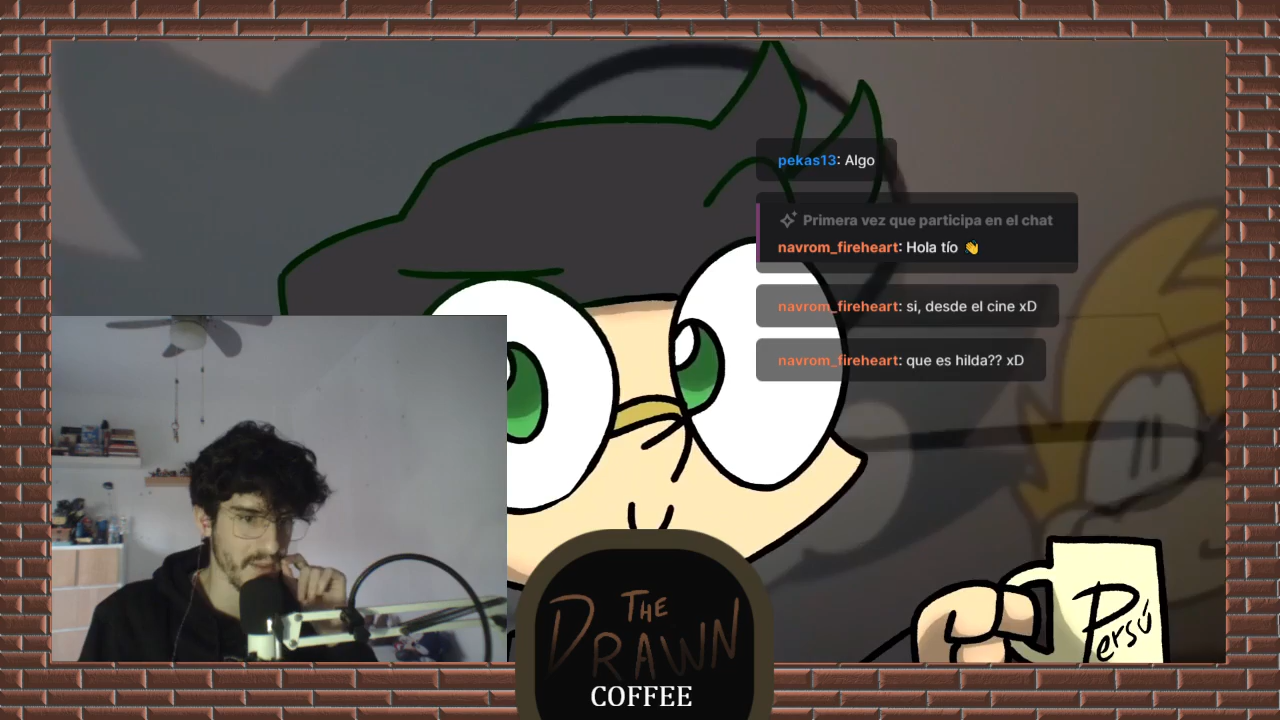 pekas13: Algo
Primera vez que participa en el chat
navrom_fireheart: Hola tío 👏
navrom_fireheart: si, desde el cine xD
navrom_fireheart: que es hilda?? xD
Persú
THE
DRAWN
COFFEE